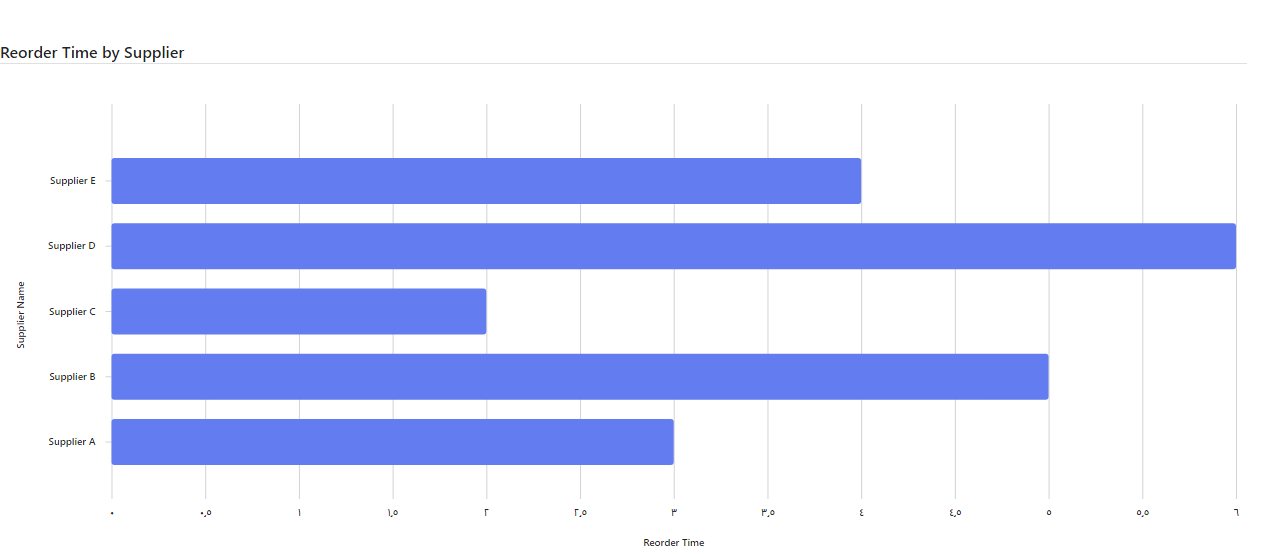 Reorder Time by Supplier
Supplier E
Supplier D
Supplier C
Supplier B
Supplier A
Supplier Name
٠ ٠٫٥ ١ ١٫٥ ٢ ٢٫٥ ٣ ٣٫٥ ٤ ٤٫٥ ٥ ٥٫٥ ٦
Reorder Time